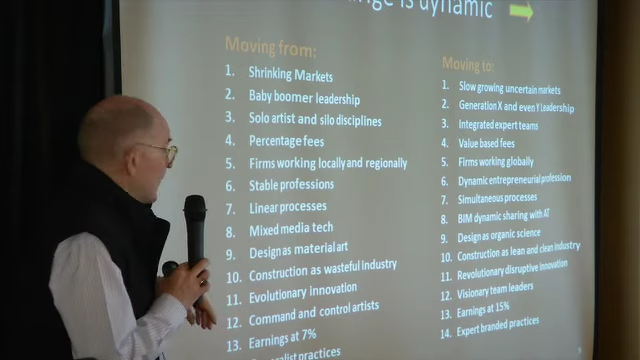 is dynamic
Moving from:
1. Shrinking Markets
2. Baby boomer leadership
3. Solo artist and silo disciplines
4. Percentage fees
5. Firms working locally and regionally
6. Stable professions
7. Linear processes
8. Mixed media tech
9. Design as material art
10. Construction as wasteful industry
11. Evolutionary innovation
12. Command and control artists
13. Earnings at 7%
practices
Moving to:
1. Slow growing uncertain markets
2. Generation X and even Y Leadership
3. Integrated expert teams
4. Value based fees
5. Firms working globally
6. Dynamic entrepreneurial profession
7. Simultaneous processes
8. BIM dynamic sharing with AT
9. Design as organic science
10. Construction as lean and clean industry
11. Revolutionary disruptive innovation
12. Visionary team leaders
13. Earnings at 15%
14. Expert branded practices